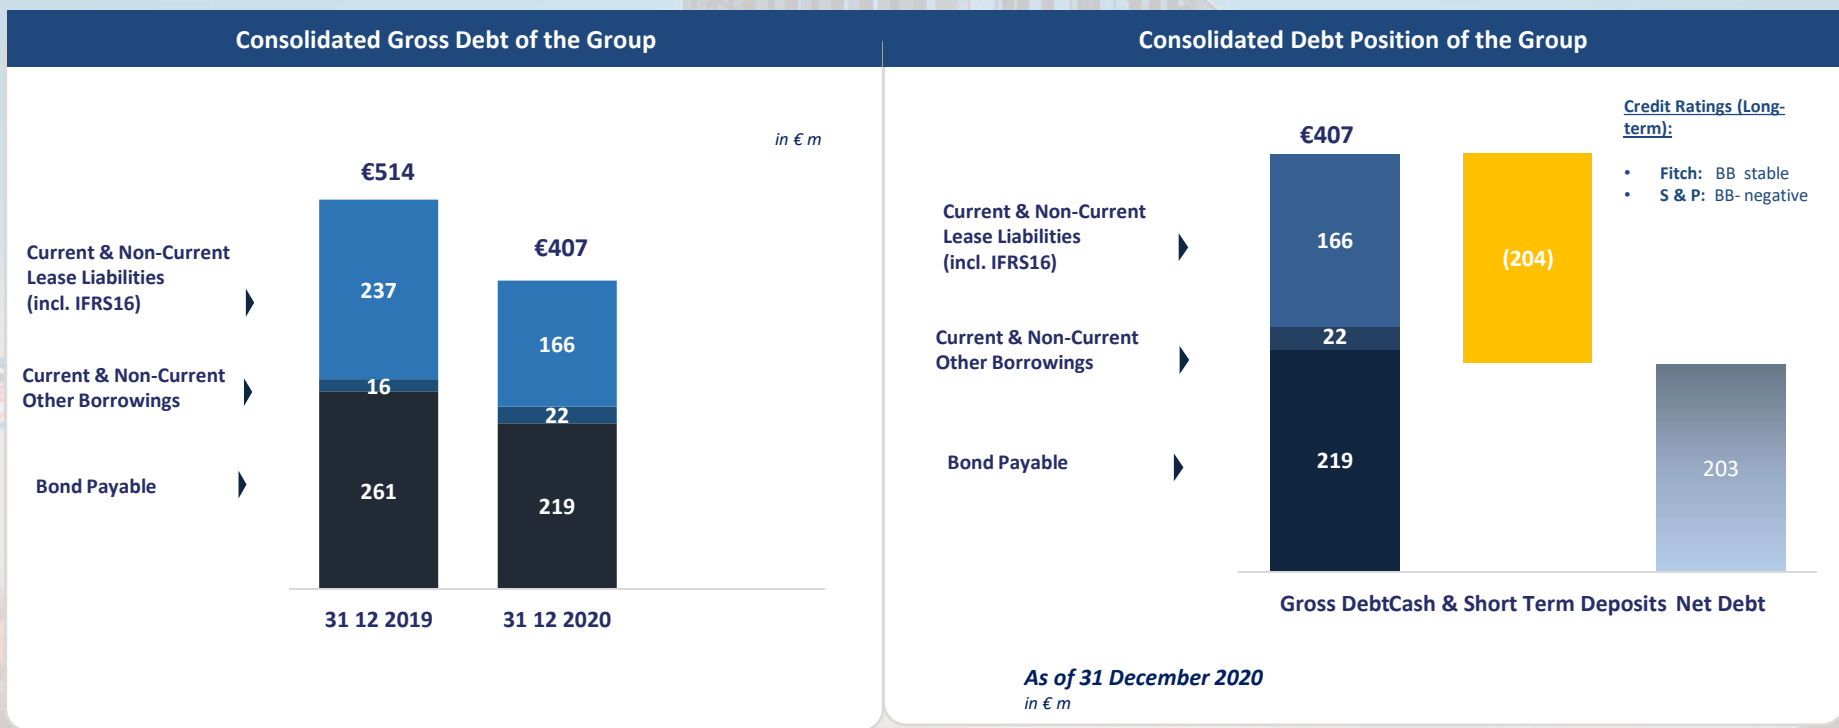 Consolidated Gross Debt of the Group
in € m
€514
€407
Current & Non-Current
Lease Liabilities
(incl. IFRS16)
237
166
Current & Non-Current
Other Borrowings
16
22
Bond Payable
261
219
31 12 2019
31 12 2020
Consolidated Debt Position of the Group
Credit Ratings (Long-
term):
• Fitch: BB stable
• S & P: BB- negative
€407
Current & Non-Current
Lease Liabilities
(incl. IFRS16)
166
(204)
Current & Non-Current
Other Borrowings
22
Bond Payable
219
203
Gross DebtCash & Short Term Deposits Net Debt
As of 31 December 2020
in € m